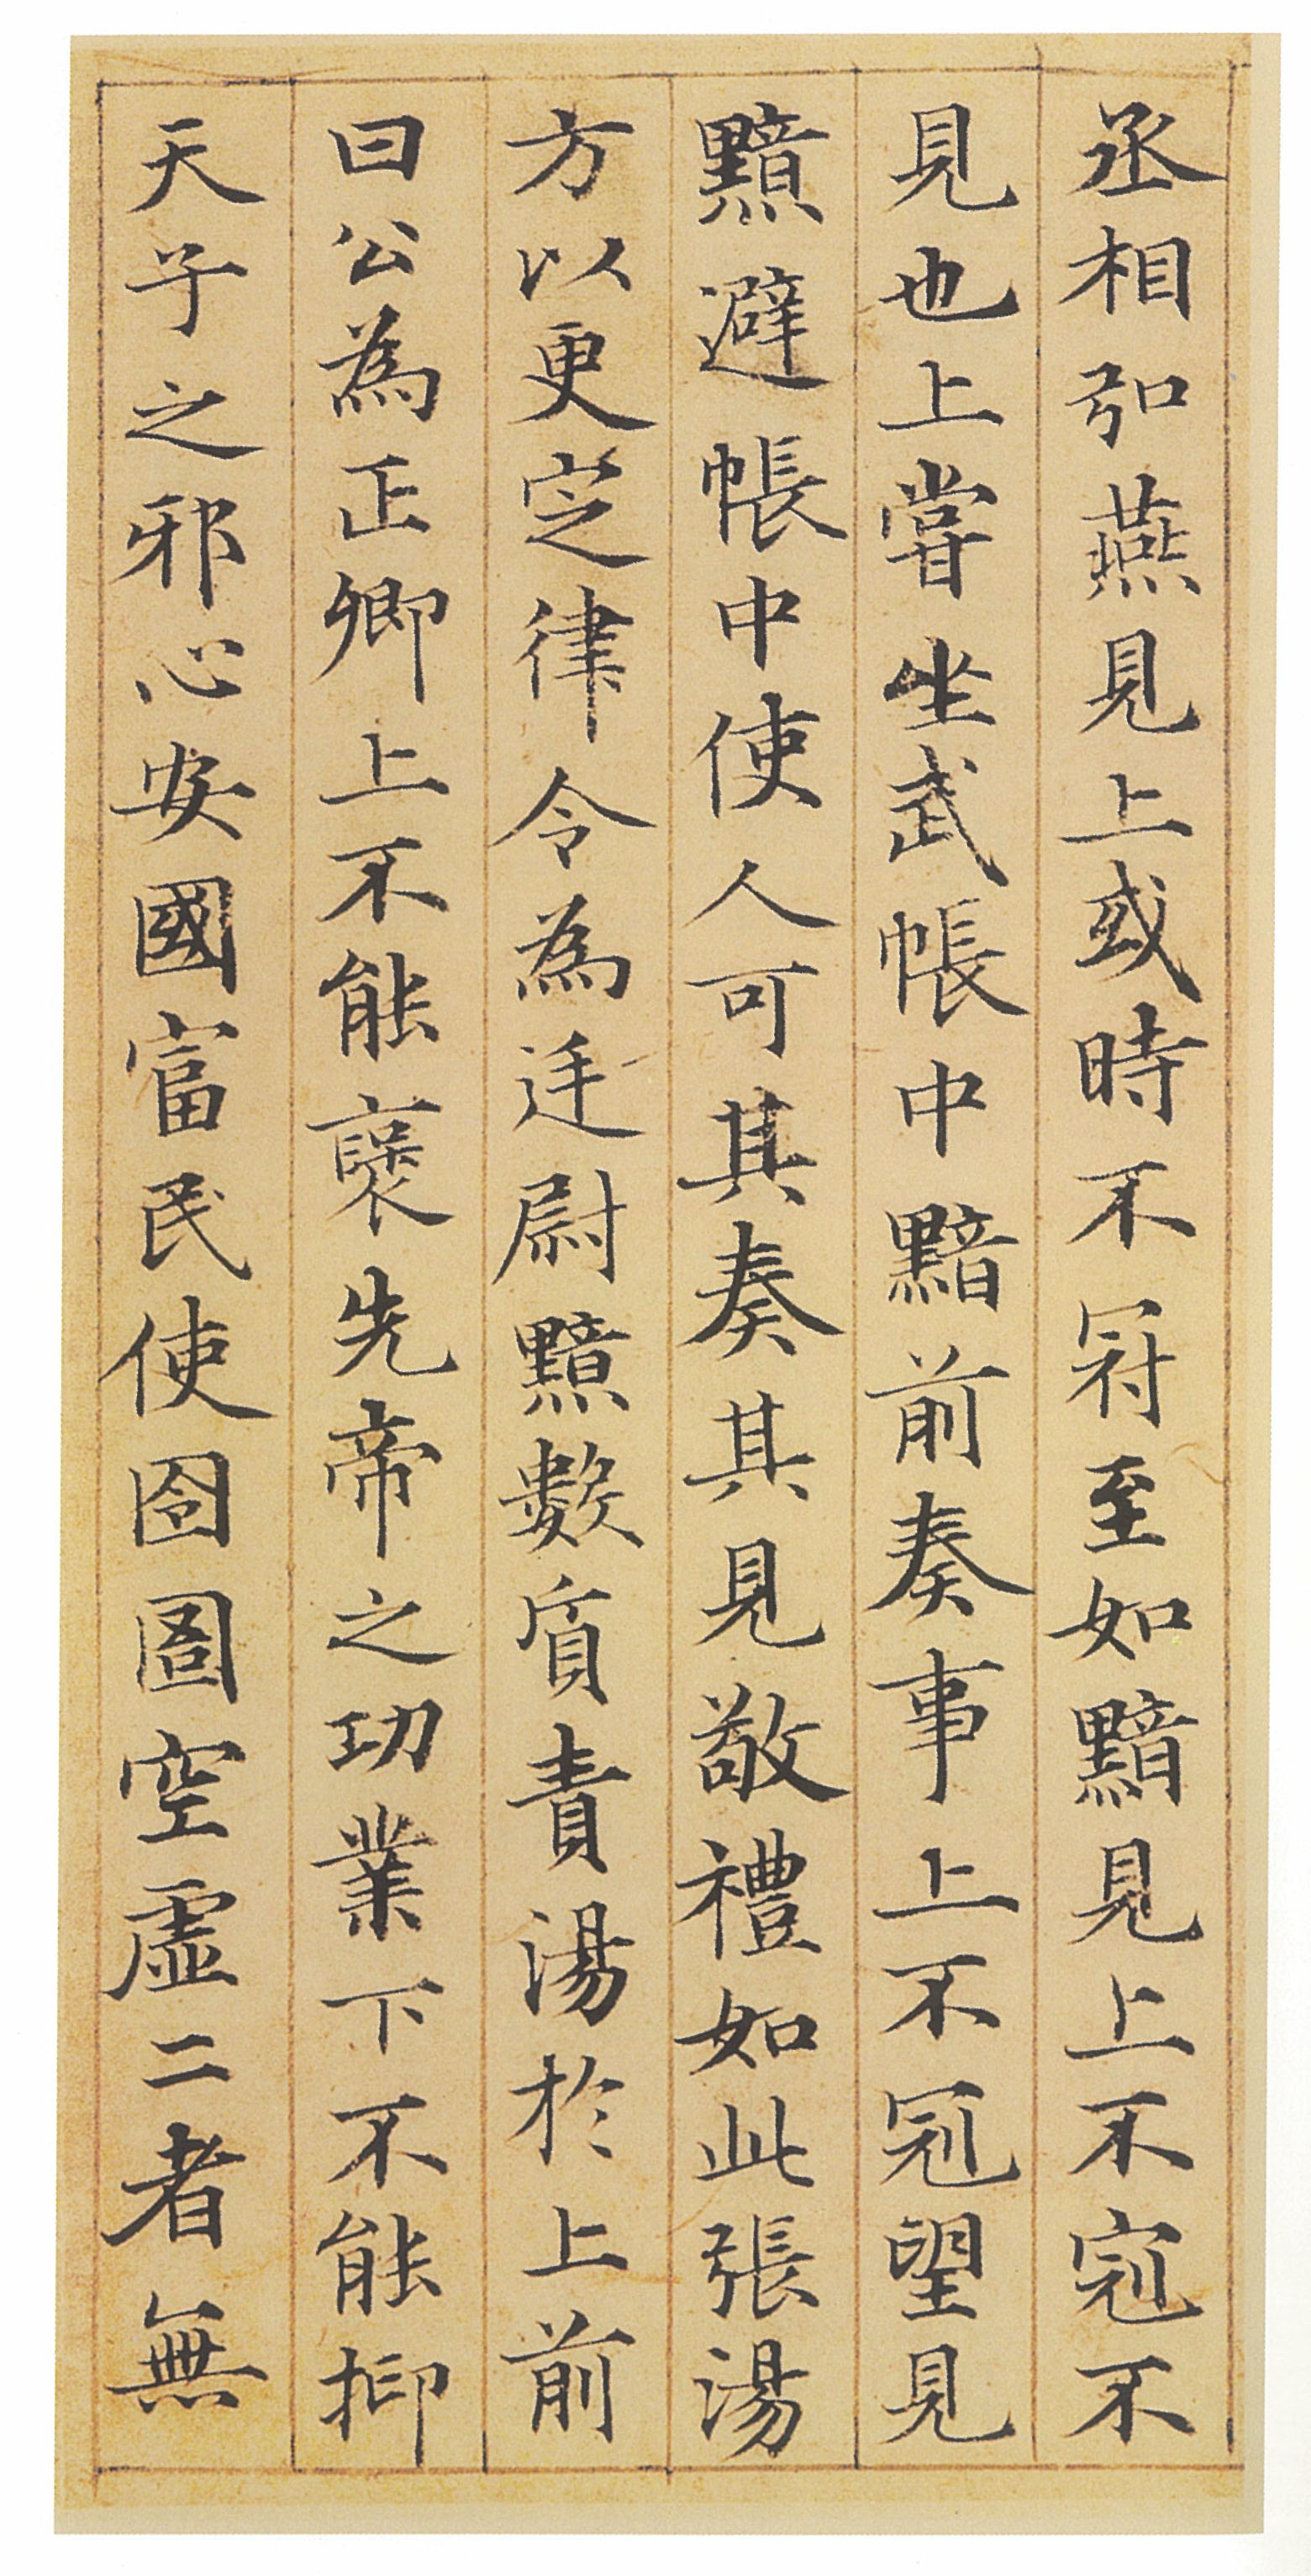 丞相弘燕見上或時不冠至如黯見上不冠不
見也上嘗坐武帳中黯前奏事上不冠望見
黯避帳中使人可其奏其見敬禮如此張湯
方以更定律令為廷尉黯數質責湯於上前
曰公為正卿上不能褒先帝之功業下不能抑
天子之邪心安國富民使囹圄空虛二者無